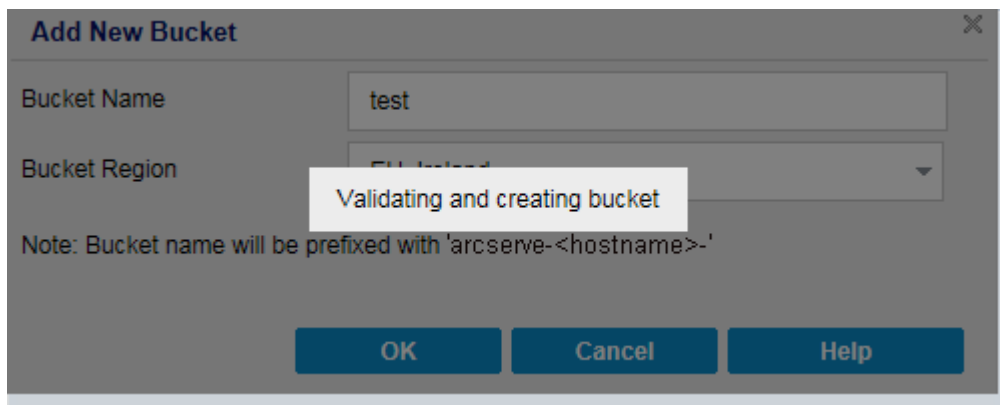 Add New Bucket
Bucket Name
test
Bucket Region
Validating and creating bucket
Note: Bucket name will be prefixed with 'arcserve-<hostname>-'
OK
Cancel
Help